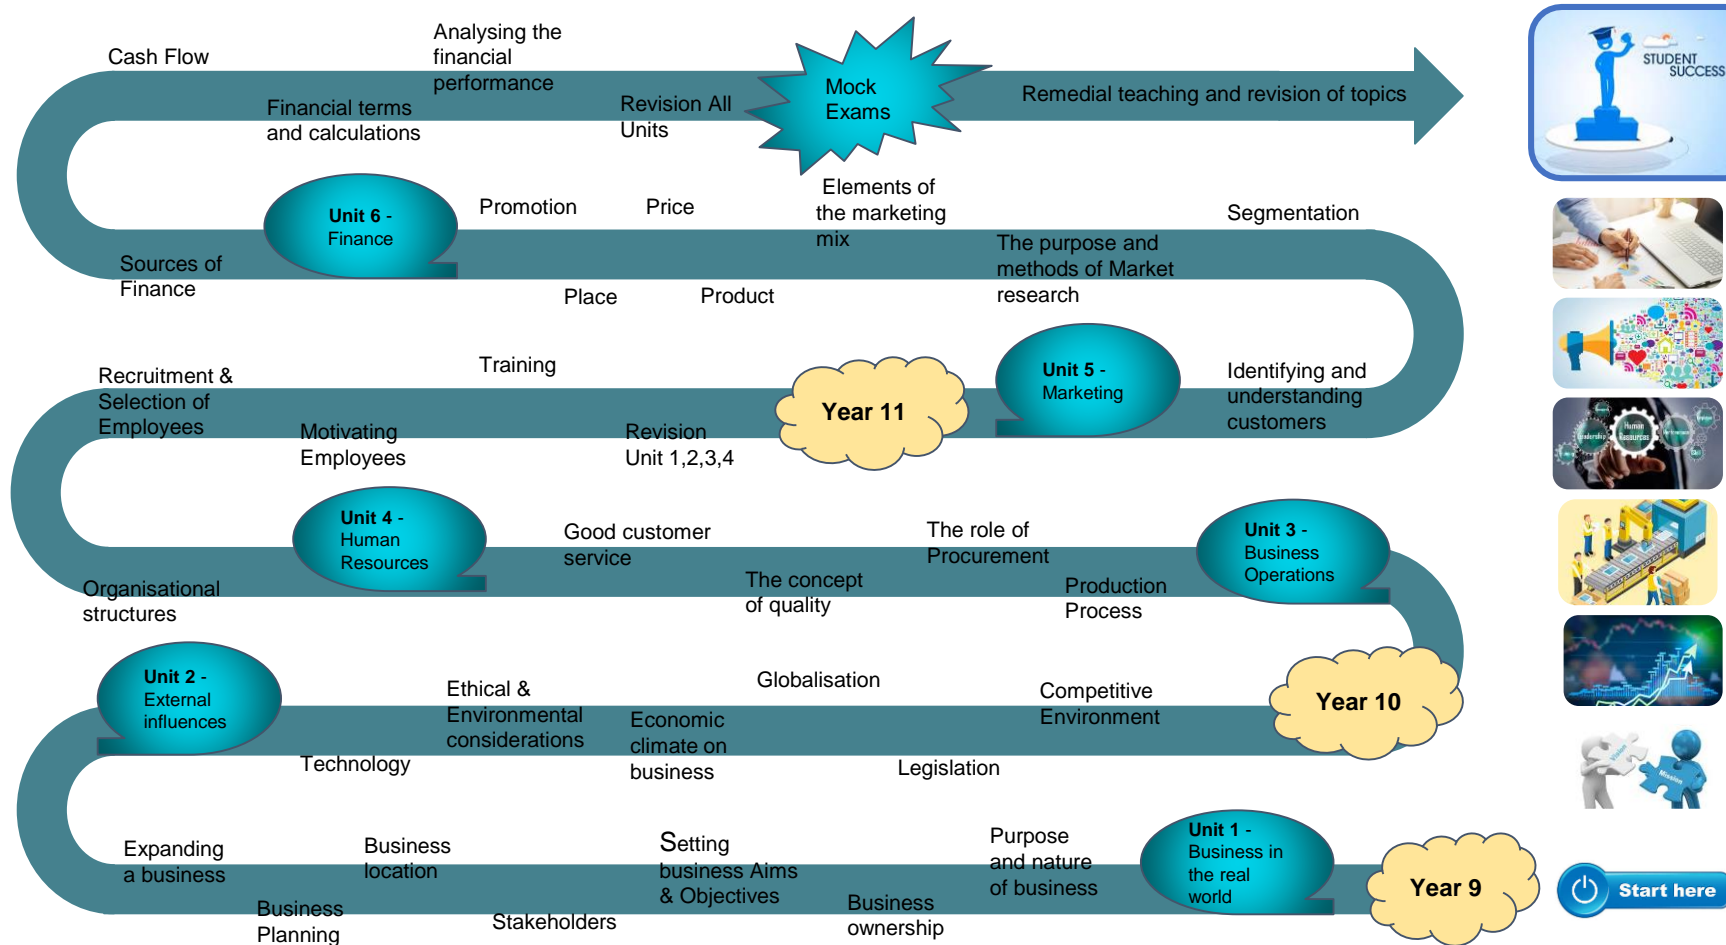 Cash Flow
Analysing the
financial
performance
Financial terms
and calculations
Revision All
Units
Mock
Exams
Remedial teaching and revision of topics
STUDENT
SUCCESS
Unit 6 -
Finance
Promotion
Price
Elements of
the marketing
mix
Segmentation
The purpose and
methods of Market
research
Sources of
Finance
Place
Product
Recruitment &
Selection of
Employees
Training
Motivating
Employees
Revision
Unit 1,2,3,4
Year 11
Unit 5 -
Marketing
Identifying and
understanding
customers
Leadership
Human
Resources
Unit 4 -
Human
Resources
Good customer
service
The role of
Procurement
Unit 3 -
Business
Operations
Organisational
structures
The concept
of quality
Production
Process
Unit 2 -
External
influences
Ethical &
Environmental
considerations
Globalisation
Competitive
Environment
Year 10
Technology
Economic
climate on
business
Legislation
Vision
Mission
Expanding
a business
Business
location
Setting
business Aims
& Objectives
Purpose
and nature
of business
Unit 1 -
Business in
the real
world
Year 9
Start here
Business
Planning
Stakeholders
Business
ownership